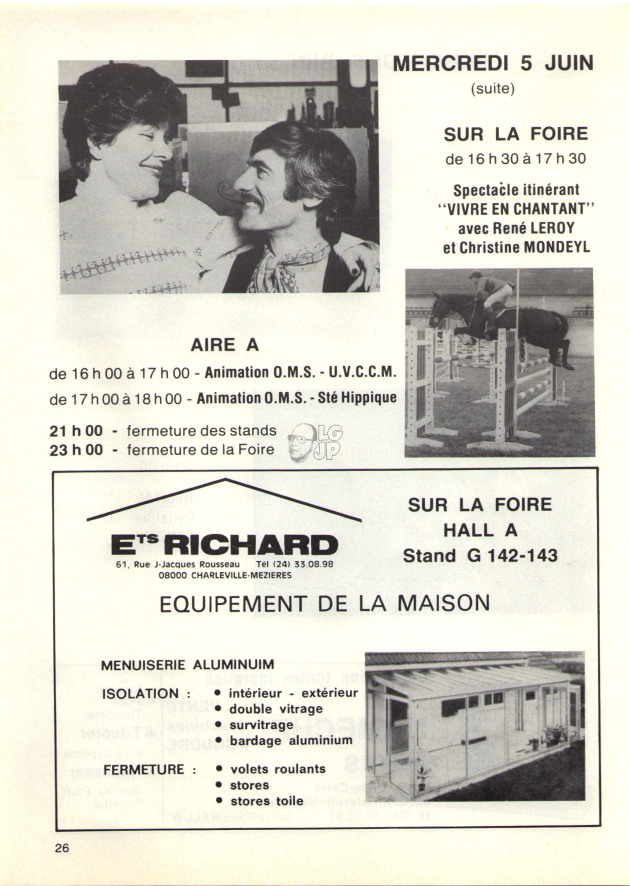 MERCREDI 5 JUIN
(suite)
SUR LA FOIRE
de 16 h 30 à 17 h 30
Spectacle itinérant
‘‘VIVRE EN CHANTANT’’
avec René LEROY
et Christine MONDEYL
AIRE A
de 16 h 00 à 17 h 00 - Animation O.M.S. - U.V.C.C.M.
de 17 h 00 à 18 h 00 - Animation O.M.S. - Sté Hippique
21 h 00 - fermeture des stands
23 h 00 - fermeture de la Foire
LG
JP
ETS RICHARD
61, Rue J-Jacques Rousseau Tél (24) 33.08.98
08000 CHARLEVILLE-MEZIERES
SUR LA FOIRE
HALL A
Stand G 142-143
EQUIPEMENT DE LA MAISON
MENUISERIE ALUMINUIM
ISOLATION : • intérieur - extérieur
• double vitrage
• survitrage
• bardage aluminium
FERMETURE : • volets roulants
• stores
• stores toile
26